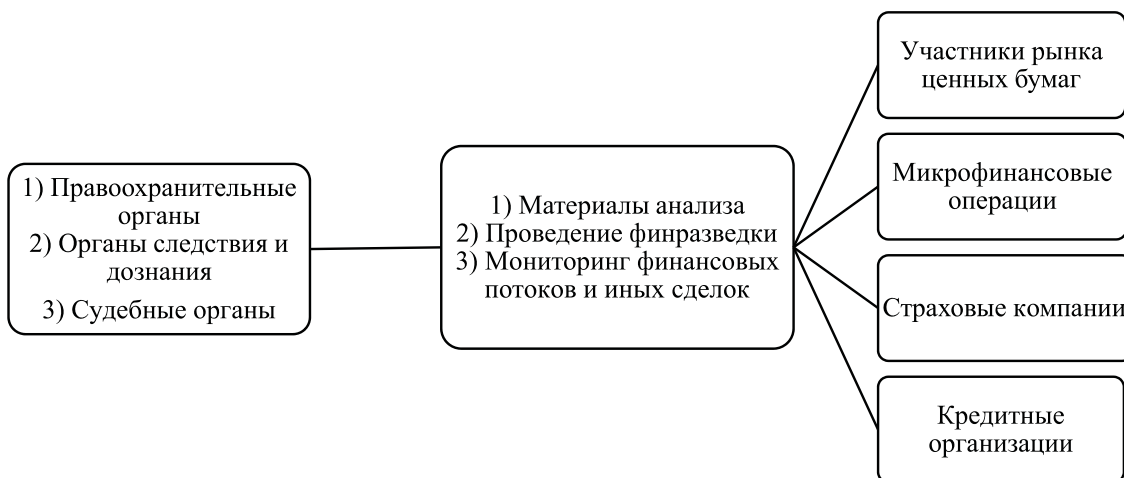 1) Правоохранительные
органы
2) Органы следствия и
дознания
3) Судебные органы
1) Материалы анализа
2) Проведение финразведки
3) Мониторинг финансовых
потоков и иных сделок
Участники рынка
ценных бумаг
Микрофинансовые
операции
Страховые компании
Кредитные
организации